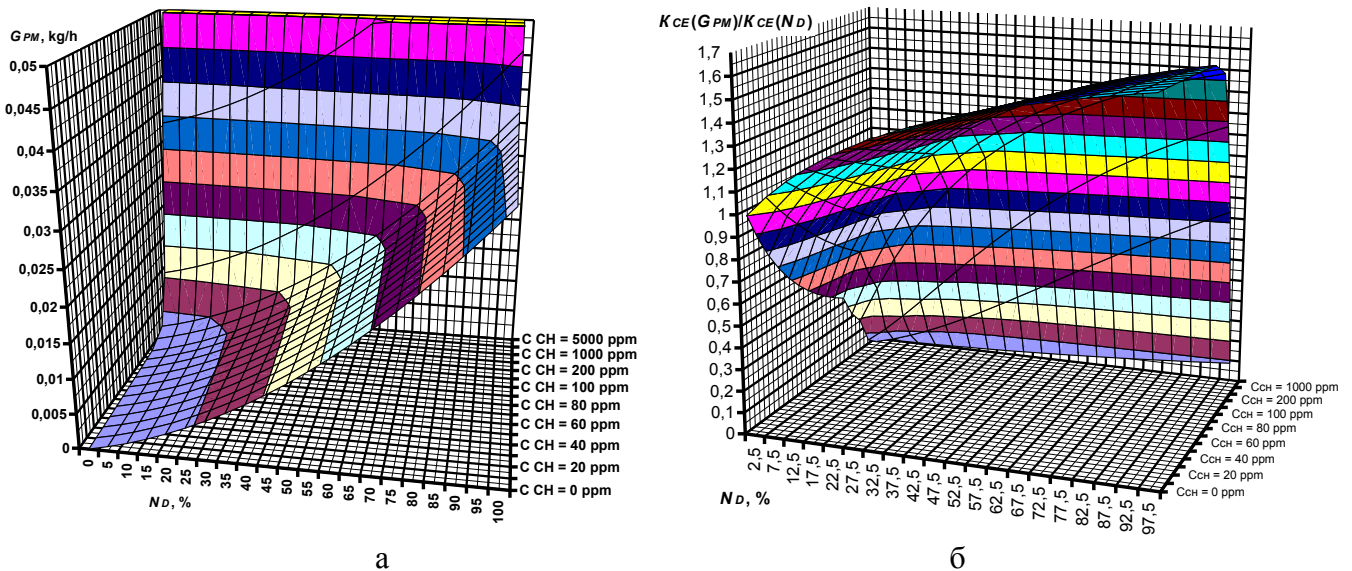 G PM, kg/h
0,05
0,045
0,04
0,035
0,03
0,025
0,02
0,015
0,01
0,005
0
0 5 10 15 20 25 30 35 40 45 50 55 60 65 70 75 80 85 90 95 100
N D, %
C CH = 5000 ppm
C CH = 1000 ppm
C CH = 200 ppm
C CH = 100 ppm
C CH = 80 ppm
C CH = 60 ppm
C CH = 40 ppm
C CH = 20 ppm
C CH = 0 ppm
а
K CE(G PM)/K CE(N D)
1,7
1,6
1,5
1,4
1,3
1,2
1,1
1
0,9
0,8
0,7
0,6
0,5
0,4
0,3
0,2
0,1
0
2,5 7,5 12,5 17,5 22,5 27,5 32,5 37,5 42,5 47,5 52,5 57,5 62,5 67,5 72,5 77,5 82,5 87,5 92,5 97,5
N D, %
CCH = 1000 ppm
CCH = 200 ppm
CCH = 100 ppm
CCH = 80 ppm
CCH = 60 ppm
CCH = 40 ppm
CCH = 20 ppm
CCH = 0 ppm
б